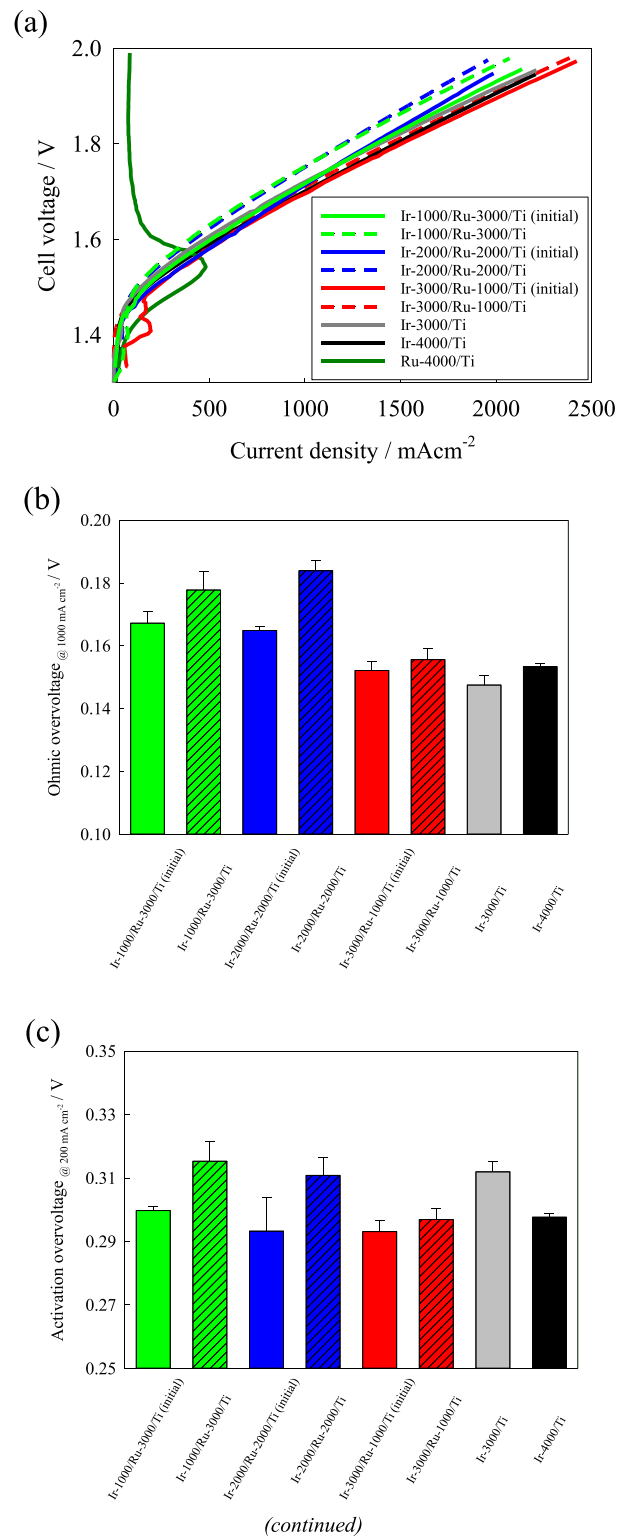 (a)
2.0
1.8
1.6
1.4
Cell voltage / V
Ir-1000/Ru-3000/Ti (initial)
Ir-1000/Ru-3000/Ti
Ir-2000/Ru-2000/Ti (initial)
Ir-2000/Ru-2000/Ti
Ir-3000/Ru-1000/Ti (initial)
Ir-3000/Ru-1000/Ti
Ir-3000/Ti
Ir-4000/Ti
Ru-4000/Ti
0 500 1000 1500 2000 2500
Current density / mAcm-2
(b)
0.20
0.18
0.16
0.14
0.12
0.10
Ohmic overvoltage @ 1000 mA cm-2 / V
Ir-1000/Ru-3000/Ti (initial)
Ir-1000/Ru-3000/Ti
Ir-2000/Ru-2000/Ti (initial)
Ir-2000/Ru-2000/Ti
Ir-3000/Ru-1000/Ti (initial)
Ir-3000/Ru-1000/Ti
Ir-3000/Ti
Ir-4000/Ti
(c)
0.35
0.33
0.31
0.29
0.27
0.25
Activation overvoltage @ 200 mA cm-2 / V
Ir-1000/Ru-3000/Ti (initial)
Ir-1000/Ru-3000/Ti
Ir-2000/Ru-2000/Ti (initial)
Ir-2000/Ru-2000/Ti
Ir-3000/Ru-1000/Ti (initial)
Ir-3000/Ru-1000/Ti
Ir-3000/Ti
Ir-4000/Ti
(continued)